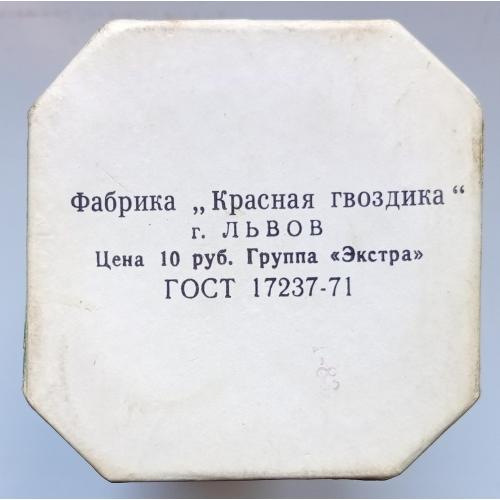 Фабрика „Красная гвоздика“
г. ЛЬВОВ
Цена 10 руб. Группа «Экстра»
ГОСТ 17237-71